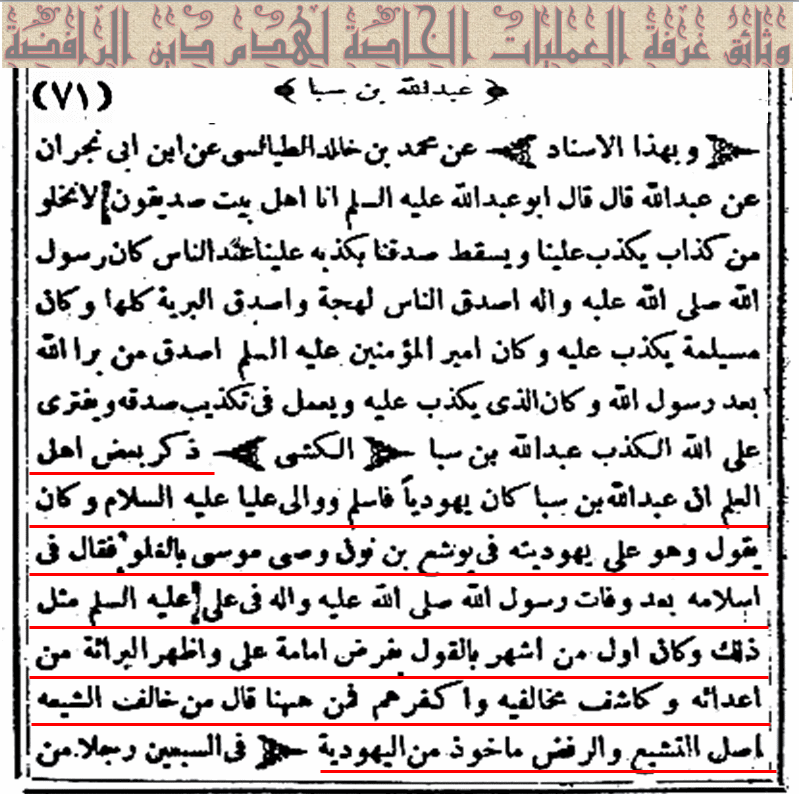 وثائق غرفة العمليات الخاصة لهدم دين الرافضة
﴿ عبدالله بن سبا ﴾ (٧١)
﴿ و بهذا الاسناد ﴾ عن محمد بن خالد الطيالسى عن ابن ابى نجران
عن عبدالله قال قال ابو عبدالله عليه السلم انا اهل بيت صديقون لانخلو
من كذاب يكذب علينا و يسقط صدقنا بكذبه علينا عند الناس كان رسول
الله صلى الله عليه واله اصدق الناس لهجة واصدق البرية كلها وكان
مسيلمة يكذب عليه وكان امير المؤمنين عليه السلم اصدق من برا الله
بعد رسول الله وكان الذى يكذب عليه ويعمل فى تكذيب صدقه ويفترى
على الله الكذب عبدالله بن سبا ﴿ الكشى ﴾ ذكر بعض اهل
العلم ان عبدالله بن سبا كان يهودياً فاسلم ووالى عليا عليه السلام وكان
يقول وهو على يهوديته فى يوشع بن نون وصى موسى بالغلو فقال فى
اسلامه بعد وفات رسول الله صلى الله عليه واله فى على عليه السلم مثل
ذلك وكان اول من اشهر بالقول بفرض امامة على واظهر البرائة من
اعدائه وكاشف مخالفيه واكفرهم فمن ههنا قال من خالف الشيعه
اصل التشيع والرفض ماخوذ من اليهودية ﴿ فى السبعين رجلا من